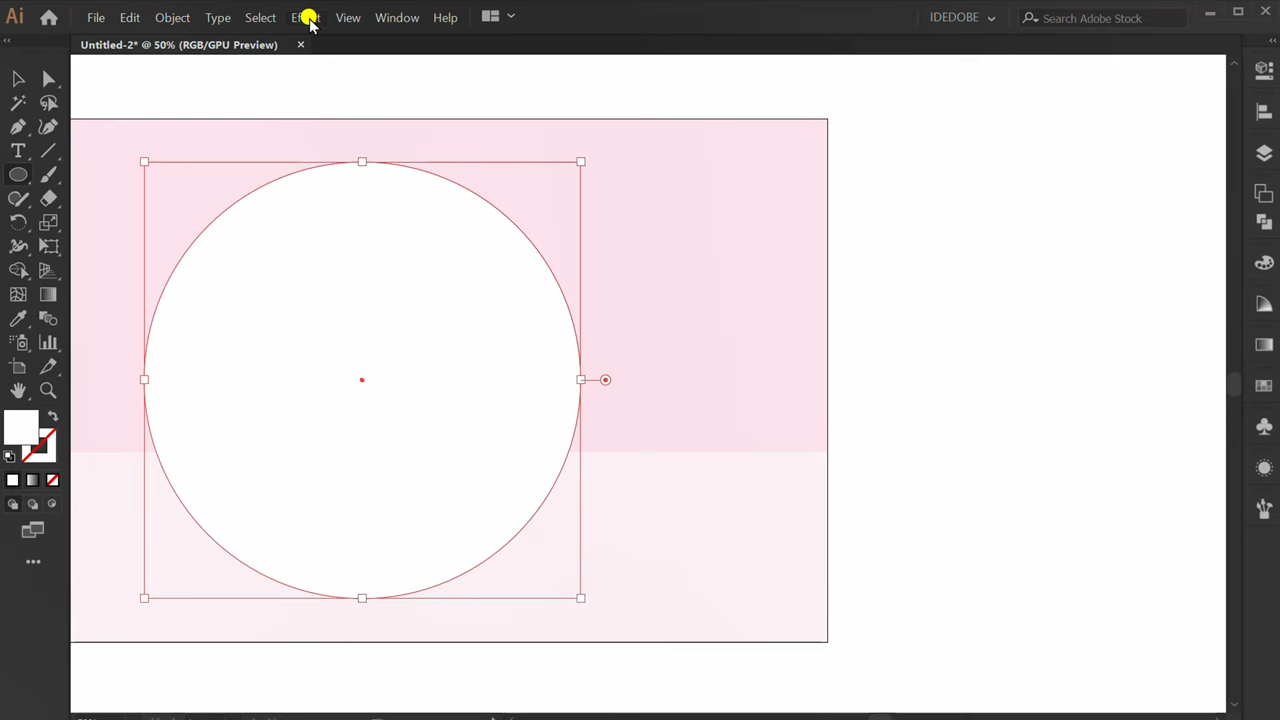 Ai File Edit Object Type Select Effect View Window Help IDEDOBE Search Adobe Stock
Untitled-2* @ 50% (RGB/GPU Preview)